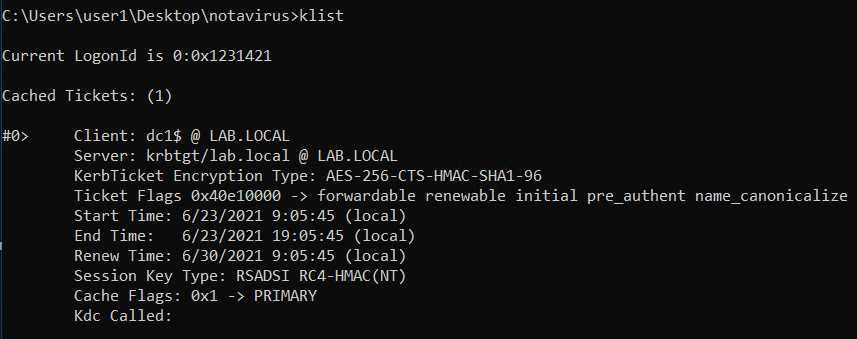 C:\Users\user1\Desktop\notavirus>klist
Current LogonId is 0:0x1231421
Cached Tickets: (1)
#0> Client: dc1$ @ LAB.LOCAL
Server: krbtgt/lab.local @ LAB.LOCAL
KerbTicket Encryption Type: AES-256-CTS-HMAC-SHA1-96
Ticket Flags 0x40e10000 -> forwardable renewable initial pre_authent name_canonicalize
Start Time: 6/23/2021 9:05:45 (local)
End Time: 6/23/2021 19:05:45 (local)
Renew Time: 6/30/2021 9:05:45 (local)
Session Key Type: RSADSI RC4-HMAC(NT)
Cache Flags: 0x1 -> PRIMARY
Kdc Called: